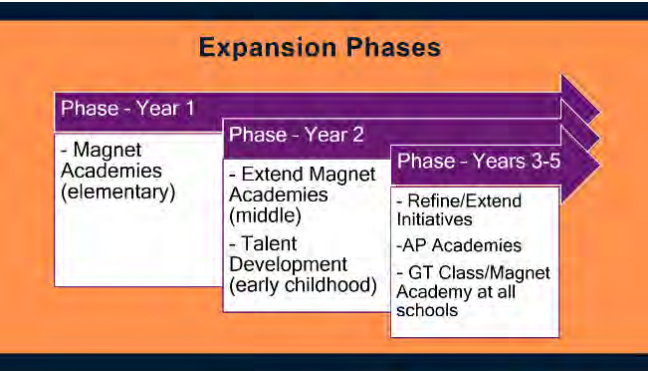 Expansion Phases
Phase - Year 1
- Magnet
Academies
(elementary)
Phase - Year 2
- Extend Magnet
Academies
(middle)
- Talent
Development
(early childhood)
Phase - Years 3-5
- Refine/Extend
Initiatives
-AP Academies
- GT Class/Magnet
Academy at all
schools